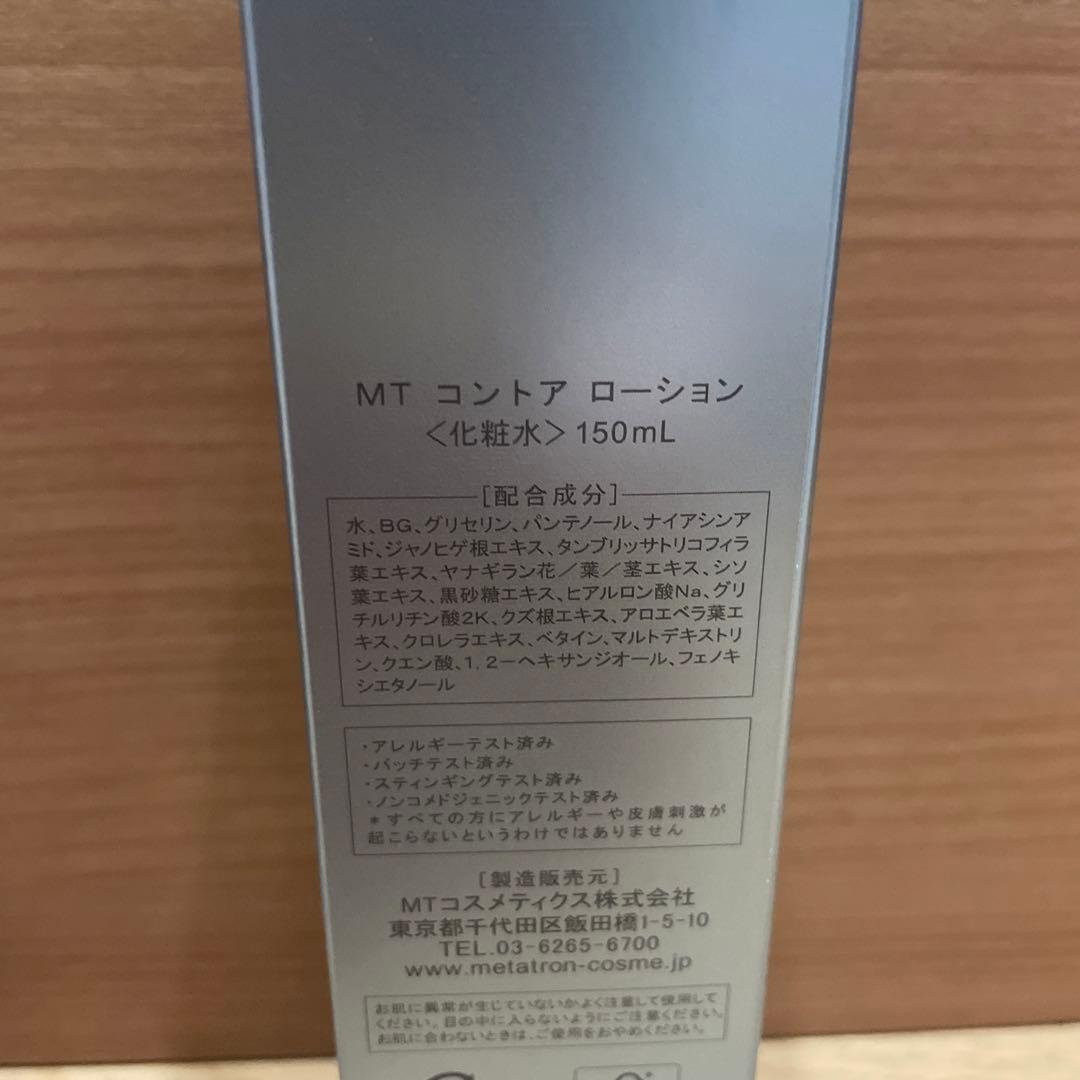 MT コントア ローション
＜化粧水＞150mL
[配合成分]
水、BG、グリセリン、パンテノール、ナイアシンア
ミド、ジャノヒゲ根エキス、タンブリッサトリコフィラ
葉エキス、ヤナギラン花／葉／茎エキス、シソ
葉エキス、黒砂糖エキス、ヒアルロン酸Na、グリ
チルリチン酸2K、クズ根エキス、アロエベラ葉エ
キス、クロレラエキス、ベタイン、マルトデキストリ
ン、クエン酸、1，2－ヘキサンジオール、フェノキ
シエタノール
・アレルギーテスト済み
・パッチテスト済み
・スティンギングテスト済み
・ノンコメドジェニックテスト済み
＊すべての方にアレルギーや皮膚刺激が
起こらないというわけではありません
[製造販売元]
MTコスメティクス株式会社
東京都千代田区飯田橋1-5-10
TEL.03-6265-6700
www.metatron-cosme.jp
お肌に異常が生じていないかよく注意して使用して
ください。目の中に入らないようにご注意ください。
お肌に合わないときは、ご使用をおやめください。